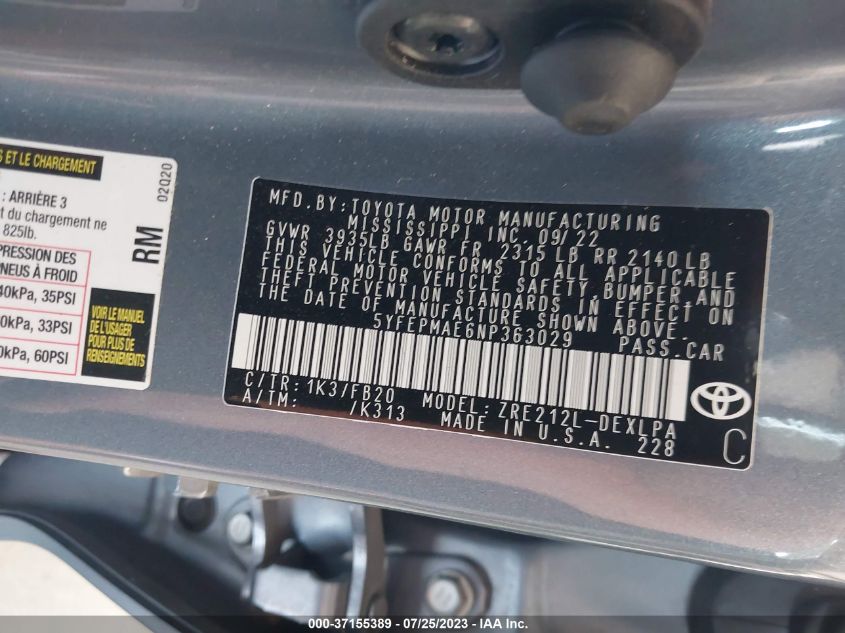 S ET LE CHARGEMENT
: ARRIÈRE 3
t du chargement ne
825lb.
PRESSION DES
RNEUS À FROID
40kPa, 35PSI
0kPa, 33PSI
0kPa, 60PSI
VOIR LE MANUEL
DE L'USAGER
POUR PLUS DE
RENSEIGNEMENTS
RM
02Q20
MFD. BY: TOYOTA MOTOR MANUFACTURING
MISSISSIPPI INC. 09/22
GVWR 3935LB GAWR FR 2315 LB RR 2140 LB
THIS VEHICLE CONFORMS TO ALL APPLICABLE
FEDERAL MOTOR VEHICLE SAFETY, BUMPER, AND
THEFT PREVENTION STANDARDS IN EFFECT ON
THE DATE OF MANUFACTURE SHOWN ABOVE.
5YFEPMAE6NP363029 PASS. CAR
C/TR: 1K3/FB20 MODEL: ZRE212L-DEXLPA
A/TM: /K313 MADE IN U.S.A. 228
C
000-37155389 - 07/25/2023 - IAA Inc.